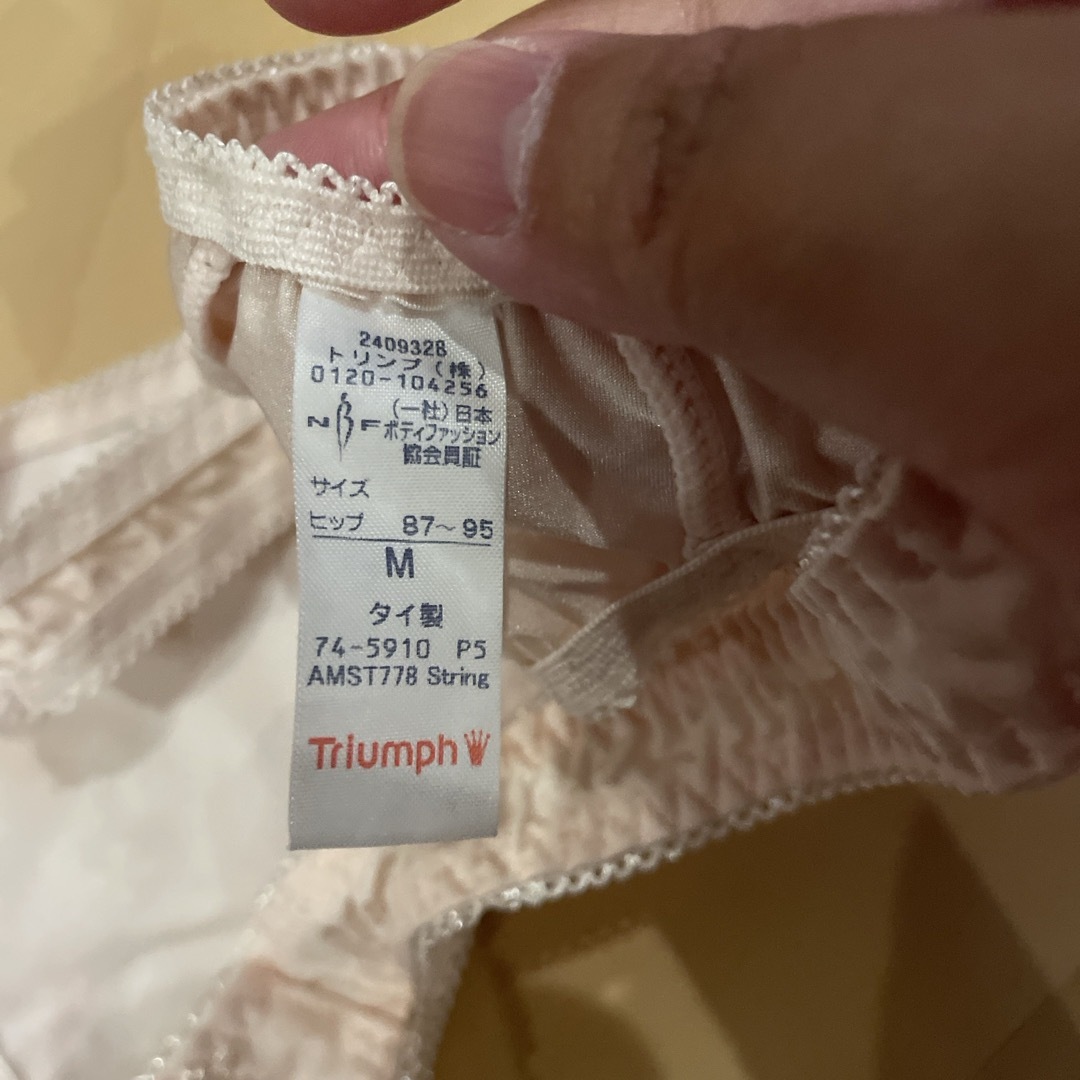 2409328
トリンプ(株)
0120-104256
NBF (一社)日本
ボディファッション
協会員証
サイズ
ヒップ 87～95
M
タイ製
74-5910 P5
AMST778 String
Triumph